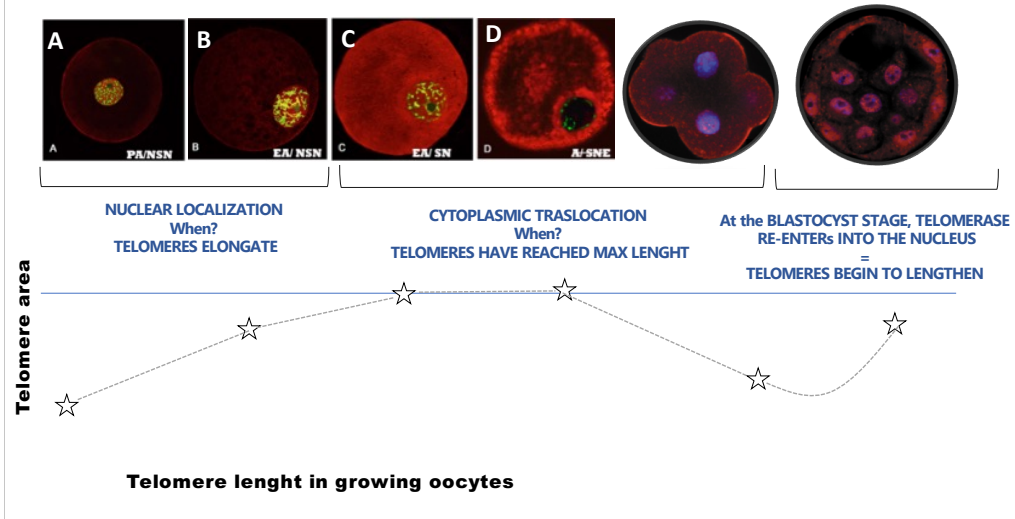 A
B
C
D
A
PA/NSN
B
EA/ NSN
C
EA/ SN
D
NUCLEAR LOCALIZATION
When?
TELOMERES ELONGATE
CYTOPLASMIC TRASLOCATION
When?
TELOMERES HAVE REACHED MAX LENGHT
At the BLASTOCYST STAGE, TELOMERASE
RE-ENTERs INTO THE NUCLEUS
=
TELOMERES BEGIN TO LENGTHEN
Telomere area
Telomere lenght in growing oocytes